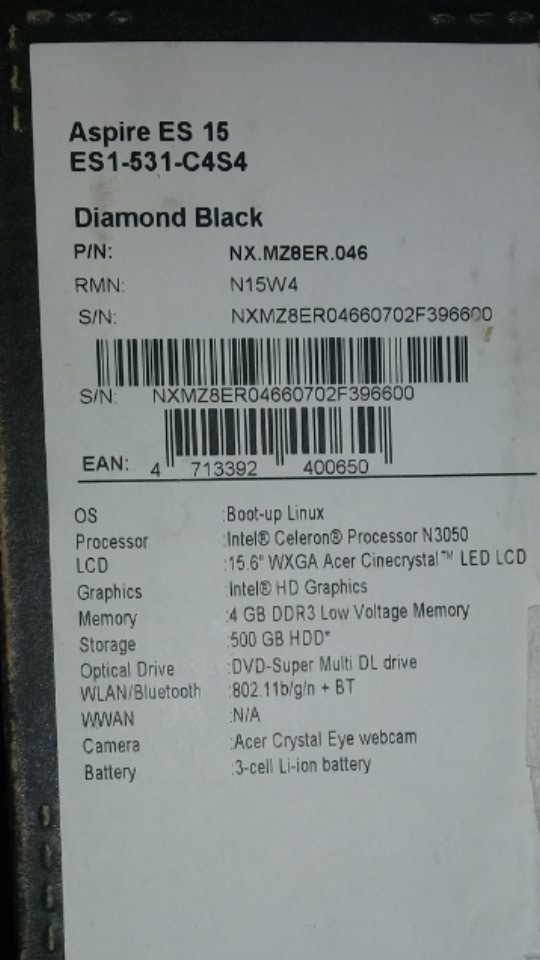 Aspire ES 15
ES1-531-C4S4
Diamond Black
P/N: NX.MZ8ER.046
RMN: N15W4
S/N: NXMZ8ER04660702F396600
S/N: NXMZ8ER04660702F396600
EAN: 4 713392 400650
OS :Boot-up Linux
Processor :Intel® Celeron® Processor N3050
LCD :15.6" WXGA Acer Cinecrystal™ LED LCD
Graphics :Intel® HD Graphics
Memory :4 GB DDR3 Low Voltage Memory
Storage :500 GB HDD*
Optical Drive :DVD-Super Multi DL drive
WLAN/Bluetooth :802.11b/g/n + BT
WWAN :N/A
Camera :Acer Crystal Eye webcam
Battery :3-cell Li-ion battery